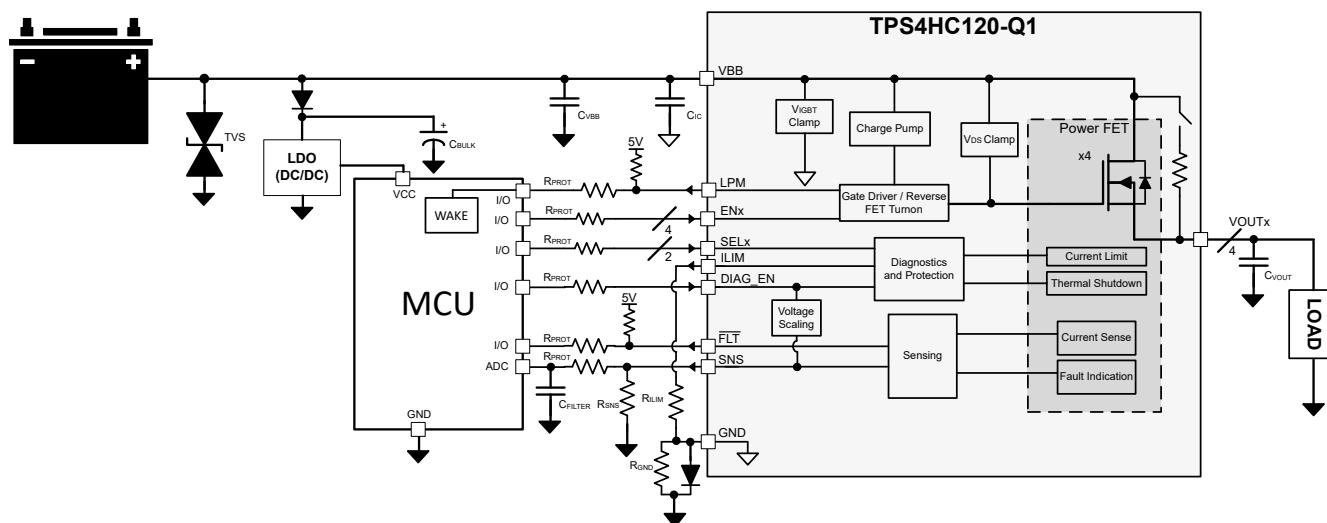 TPS4HC120-Q1
VBB
TVS
LDO
(DC/DC)
CBULK
CVBB
CIC
VIGBT
Clamp
Charge Pump
VDS Clamp
Power FET
x4
5V
VCC
WAKE
I/O
RPROT
LPM
Gate Driver / Reverse
FET Turnon
I/O
RPROT
4
ENx
I/O
RPROT
2
SELx
ILIM
Diagnostics
and Protection
Current Limit
Thermal Shutdown
VOUTx
4
CVOUT
LOAD
I/O
RPROT
DIAG_EN
MCU
5V
Voltage
Scaling
I/O
RPROT
FLT
Sensing
Current Sense
ADC
RPROT
SNS
Fault Indication
CFILTER
RSNS
RILIM
GND
GND
RGND